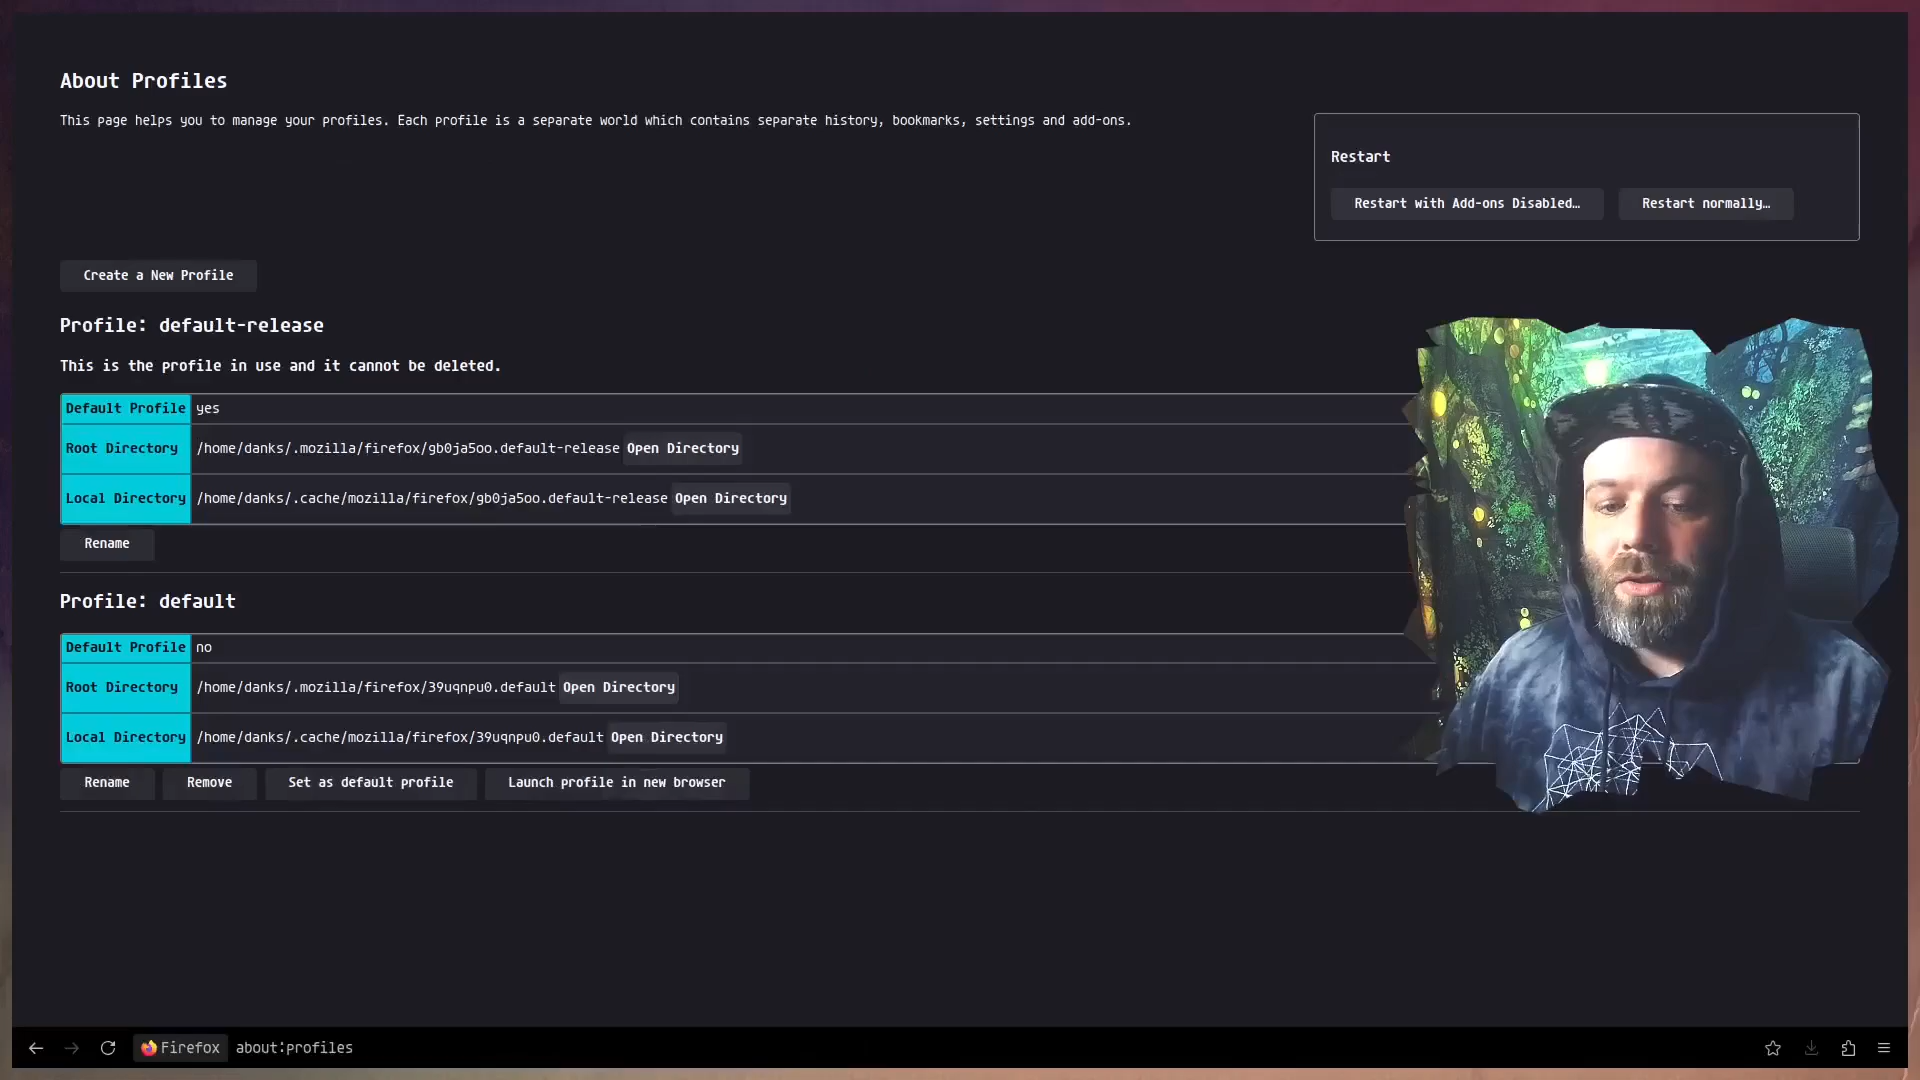 About Profiles
This page helps you to manage your profiles. Each profile is a separate world which contains separate history, bookmarks, settings and add-ons.
Restart
Restart with Add-ons Disabled…
Restart normally…
Create a New Profile
Profile: default-release
This is the profile in use and it cannot be deleted.
Default Profile yes
Root Directory /home/danks/.mozilla/firefox/gb0ja5oo.default-release Open Directory
Local Directory /home/danks/.cache/mozilla/firefox/gb0ja5oo.default-release Open Directory
Rename
Profile: default
Default Profile no
Root Directory /home/danks/.mozilla/firefox/39uqnpu0.default Open Directory
Local Directory /home/danks/.cache/mozilla/firefox/39uqnpu0.default Open Directory
Rename Remove Set as default profile Launch profile in new browser
Firefox about:profiles